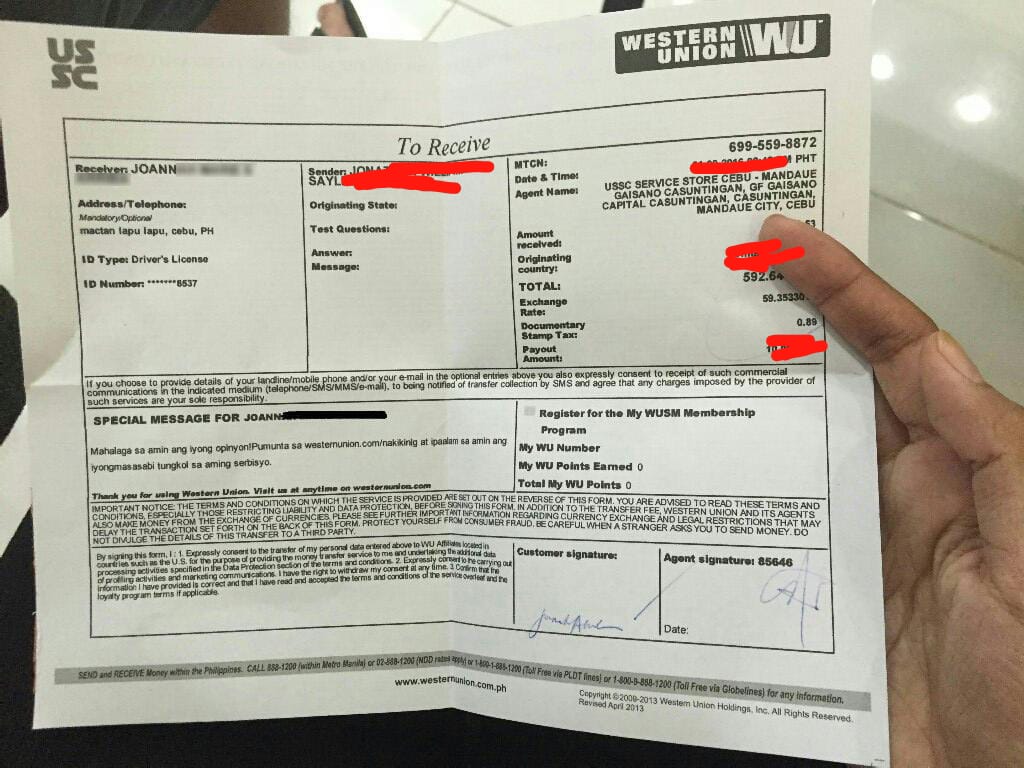 US
SC
WESTERN
UNION WU
To Receive
Receiver: JOANN
Address/Telephone:
Mandatory/Optional
mactan lapu lapu, cebu, PH
ID Type: Driver's License
ID Number: *******8537
Sender:
SAYL
Originating State:
Test Questions:
Answer:
Message:
MTCN: 699-559-8872
Date & Time: PHT
Agent Name: USSC SERVICE STORE CEBU - MANDAUE
GAISANO CASUNTINGAN, GF GAISANO
CAPITAL CASUNTINGAN, CASUNTINGAN,
MANDAUE CITY, CEBU
Amount
received:
Originating
country:
TOTAL: 592.64
Exchange
Rate: 59.35330
Documentary
Stamp Tax: 0.89
Payout
Amount:
If you choose to provide details of your landline/mobile phone and/or your e-mail in the optional entries above you also expressly consent to receipt of such commercial
communications in the indicated medium (telephone/SMS/MMS/e-mail), to being notified of transfer collection by SMS and agree that any charges imposed by the provider of
such services are your sole responsibility.
SPECIAL MESSAGE FOR JOANN
Mahalaga sa amin ang iyong opinyon!Pumunta sa westernunion.com/nakikinig at ipaalam sa amin ang
iyongmasasabi tungkol sa aming serbisyo.
Thank you for using Western Union. Visit us at anytime on westernunion.com
Register for the My WUSM Membership
Program
My WU Number
My WU Points Earned 0
Total My WU Points 0
IMPORTANT NOTICE: THE TERMS AND CONDITIONS ON WHICH THE SERVICE IS PROVIDED ARE SET OUT ON THE REVERSE OF THIS FORM. YOU ARE ADVISED TO READ THESE TERMS AND
CONDITIONS, ESPECIALLY THOSE RESTRICTING LIABILITY AND DATA PROTECTION, BEFORE SIGNING THIS FORM. IN ADDITION TO THE TRANSFER FEE, WESTERN UNION AND ITS AGENTS
ALSO MAKE MONEY FROM THE EXCHANGE OF CURRENCIES. PLEASE SEE FURTHER IMPORTANT INFORMATION REGARDING CURRENCY EXCHANGE AND LEGAL RESTRICTIONS THAT MAY
DELAY THE TRANSACTION SET FORTH ON THE BACK OF THIS FORM. PROTECT YOURSELF FROM CONSUMER FRAUD. BE CAREFUL WHEN A STRANGER ASKS YOU TO SEND MONEY. DO
NOT DIVULGE THE DETAILS OF THIS TRANSFER TO A THIRD PARTY.
By signing this form, I : 1. Expressly consent to the transfer of my personal data entered above to WU Affiliates located in
countries such as the U.S. for the purpose of providing the money transfer service to me and undertaking the additional data
processing activities specified in the Data Protection section of the terms and conditions. 2. Expressly consent to the carrying out
of profiling activities and marketing communications. I have the right to withdraw my consent at any time. 3.Confirm that the
information I have provided is correct and that I have read and accepted the terms and conditions of the service overleaf and the
loyalty program terms if applicable.
Customer signature:
Agent signature: 85646
Date:
SEND and RECEIVE Money within the Philippines. CALL 888-1200 (within Metro Manila) or 02-888-1200 (NDD rates apply) or 1-800-1-888-1200 (Toll Free via PLDT lines) or 1-800-9-888-1200 (Toll Free via Globelines) for any information.
www.westernunion.com.ph
Copyright ©2009-2013 Western Union Holdings, Inc. All Rights Reserved.
Revised April 2013